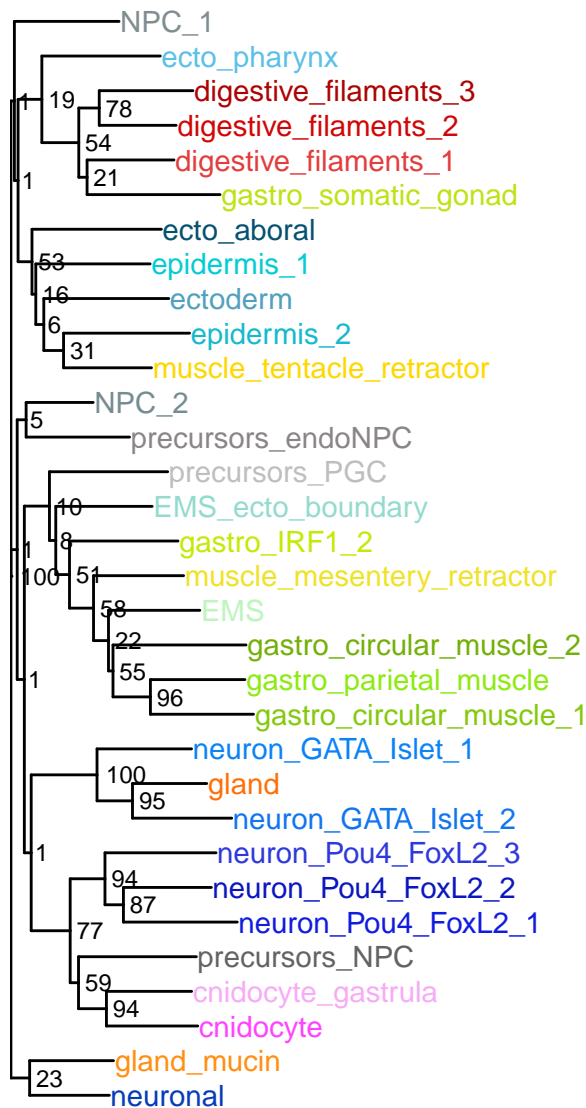 NPC_1
ecto_pharynx
1
19
digestive_filaments_3
78
digestive_filaments_2
54
digestive_filaments_1
1
21
gastro_somatic_gonad
ecto_aboral
53
epidermis_1
16
ectoderm
6
epidermis_2
31
muscle_tentacle_retractor
NPC_2
5
precursors_endoNPC
precursors_PGC
10
EMS_ecto_boundary
1
8
gastro_IRF1_2
100
51
muscle_mesentery_retractor
58
EMS
22
gastro_circular_muscle_2
55
1
gastro_parietal_muscle
96
gastro_circular_muscle_1
neuron_GATA_Islet_1
100
gland
95
neuron_GATA_Islet_2
1
neuron_Pou4_FoxL2_3
94
neuron_Pou4_FoxL2_2
87
neuron_Pou4_FoxL2_1
77
precursors_NPC
59
cnidocyte_gastrula
94
cnidocyte
gland_mucin
23
neuronal